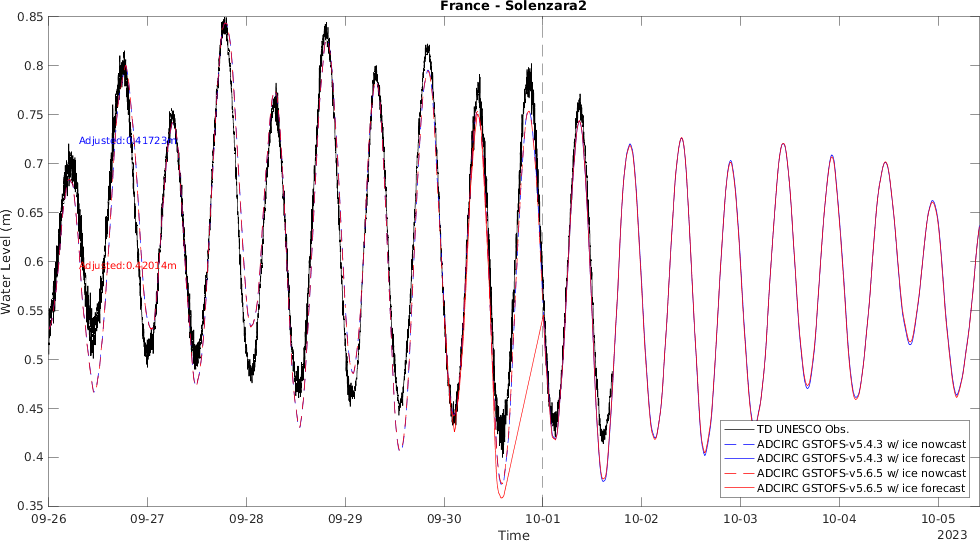 France - Solenzara2
0.85
0.8
0.75
0.7
0.65
0.6
0.55
0.5
0.45
0.4
0.35
Water Level (m)
Adjusted:0.41723m
Adjusted:0.42014m
TD UNESCO Obs.
ADCIRC GSTOFS-v5.4.3 w/ ice nowcast
ADCIRC GSTOFS-v5.4.3 w/ ice forecast
ADCIRC GSTOFS-v5.6.5 w/ ice nowcast
ADCIRC GSTOFS-v5.6.5 w/ ice forecast
09-26 09-27 09-28 09-29 09-30 10-01 10-02 10-03 10-04 10-05
Time
2023